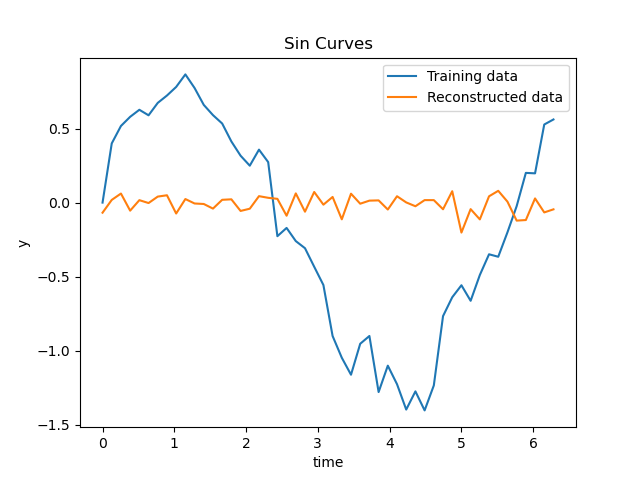 Sin Curves
Training data
Reconstructed data
0.5
0.0
−0.5
−1.0
−1.5
y
0 1 2 3 4 5 6
time